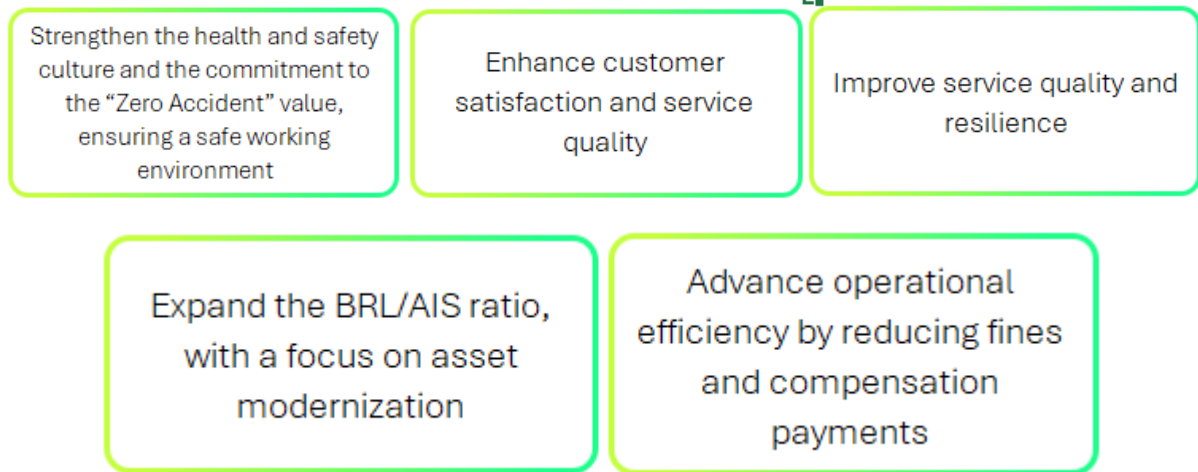 Strengthen the health and safety
culture and the commitment to
the “Zero Accident” value,
ensuring a safe working
environment
Enhance customer
satisfaction and service
quality
Improve service quality and
resilience
Expand the BRL/AIS ratio,
with a focus on asset
modernization
Advance operational
efficiency by reducing fines
and compensation
payments